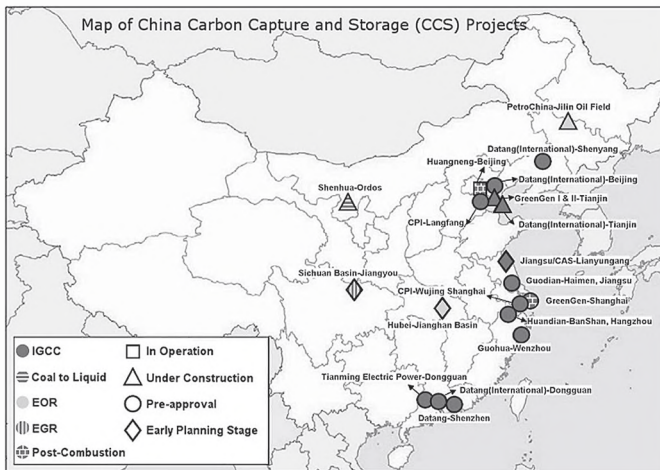 Map of China Carbon Capture and Storage (CCS) Projects
PetroChina-Jilin Oil Field
Datang(International)-Shenyang
Huangneng-Beijing
Datang(International)-Beijing
Shenhua-Ordos
GreenGen I & II-Tianjin
CPI-Langfang
Datang(International)-Tianjin
Jiangsu/CAS-Lianyungang
Sichuan Basin-Jiangyou
Guodian-Haimen, Jiangsu
CPI-Wujing Shanghai
GreenGen-Shanghai
Huandian-BanShan, Hangzhou
Hubei-Jianghan Basin
Guohua-Wenzhou
Tianming Electric Power-Dongguan
Datang(International)-Dongguan
Datang-Shenzhen
IGCC
Coal to Liquid
EOR
EGR
Post-Combustion
In Operation
Under Construction
Pre-approval
Early Planning Stage